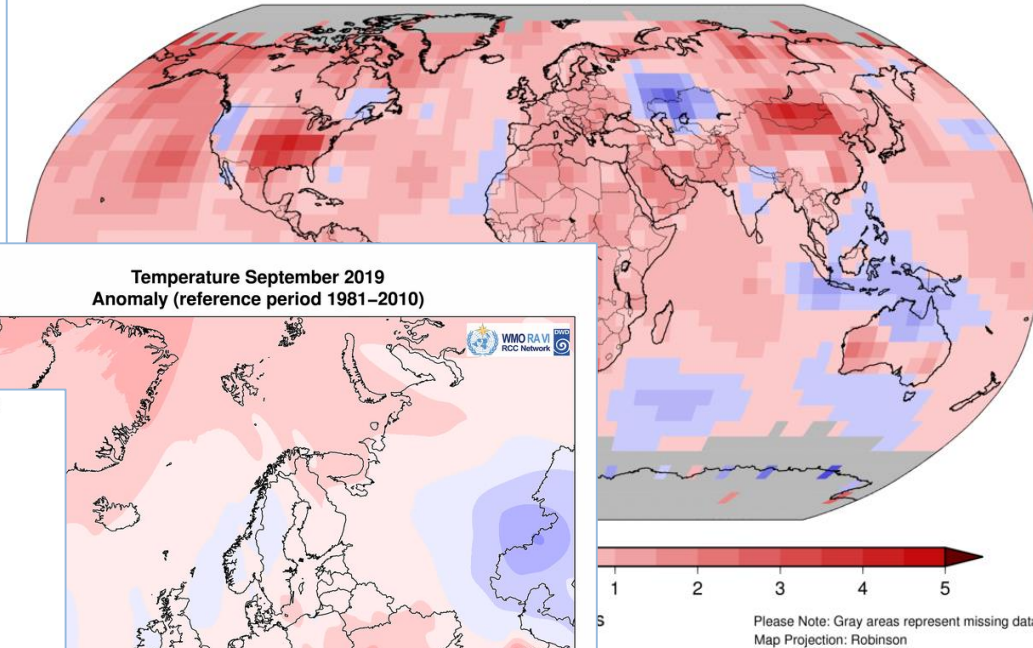 Temperature September 2019
Anomaly (reference period 1981–2010)
WMO RA VI
RCC Network
DWD
1 2 3 4 5
s
Please Note: Gray areas represent missing data
Map Projection: Robinson